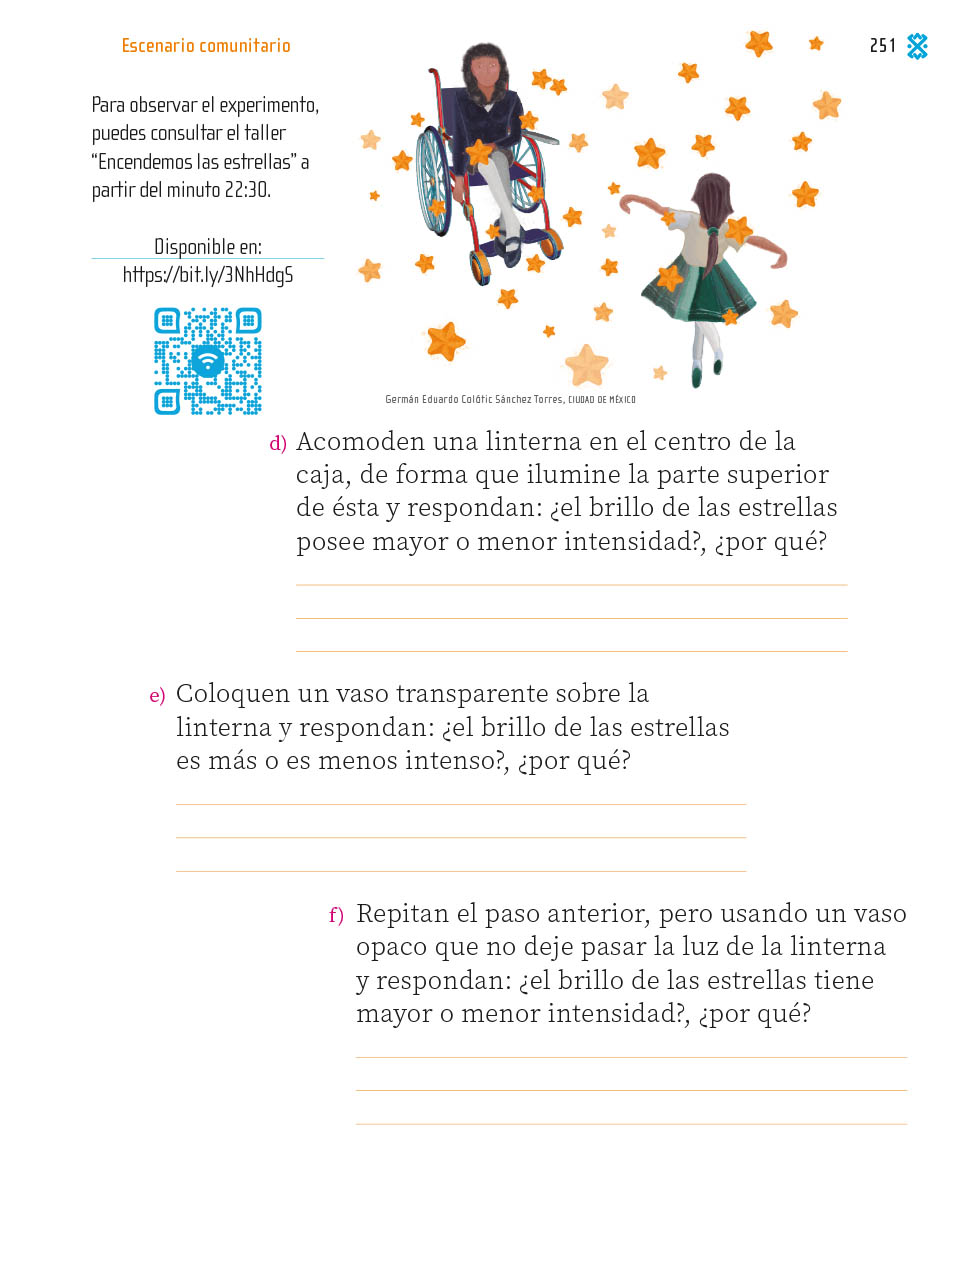 Escenario comunitario
251
Para observar el experimento,
puedes consultar el taller
“Encendemos las estrellas” a
partir del minuto 22:30.
Disponible en:
https://bit.ly/3NhHdgS
Germán Eduardo Colótic Sánchez Torres, CIUDAD DE MÉXICO
d) Acomoden una linterna en el centro de la
caja, de forma que ilumine la parte superior
de ésta y respondan: ¿el brillo de las estrellas
posee mayor o menor intensidad?, ¿por qué?
e) Coloquen un vaso transparente sobre la
linterna y respondan: ¿el brillo de las estrellas
es más o es menos intenso?, ¿por qué?
f) Repitan el paso anterior, pero usando un vaso
opaco que no deje pasar la luz de la linterna
y respondan: ¿el brillo de las estrellas tiene
mayor o menor intensidad?, ¿por qué?